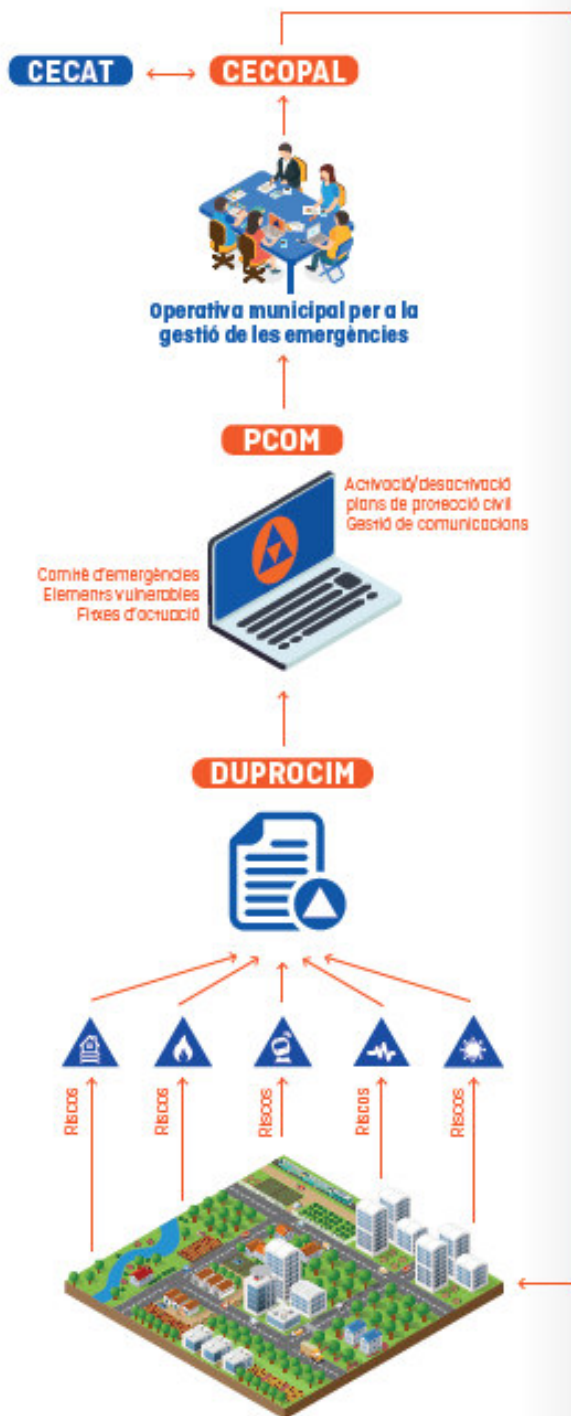 CECAT
CECOPAL
Operativa municipal per a la
gestió de les emergències
PCOM
Activació/desactivació
plans de protecció civil
Gestió de comunicacions
Comitè d'emergències
Elements vulnerables
Fitxes d'actuació
DUPROCIM
Riscos
Riscos
Riscos
Riscos
Riscos